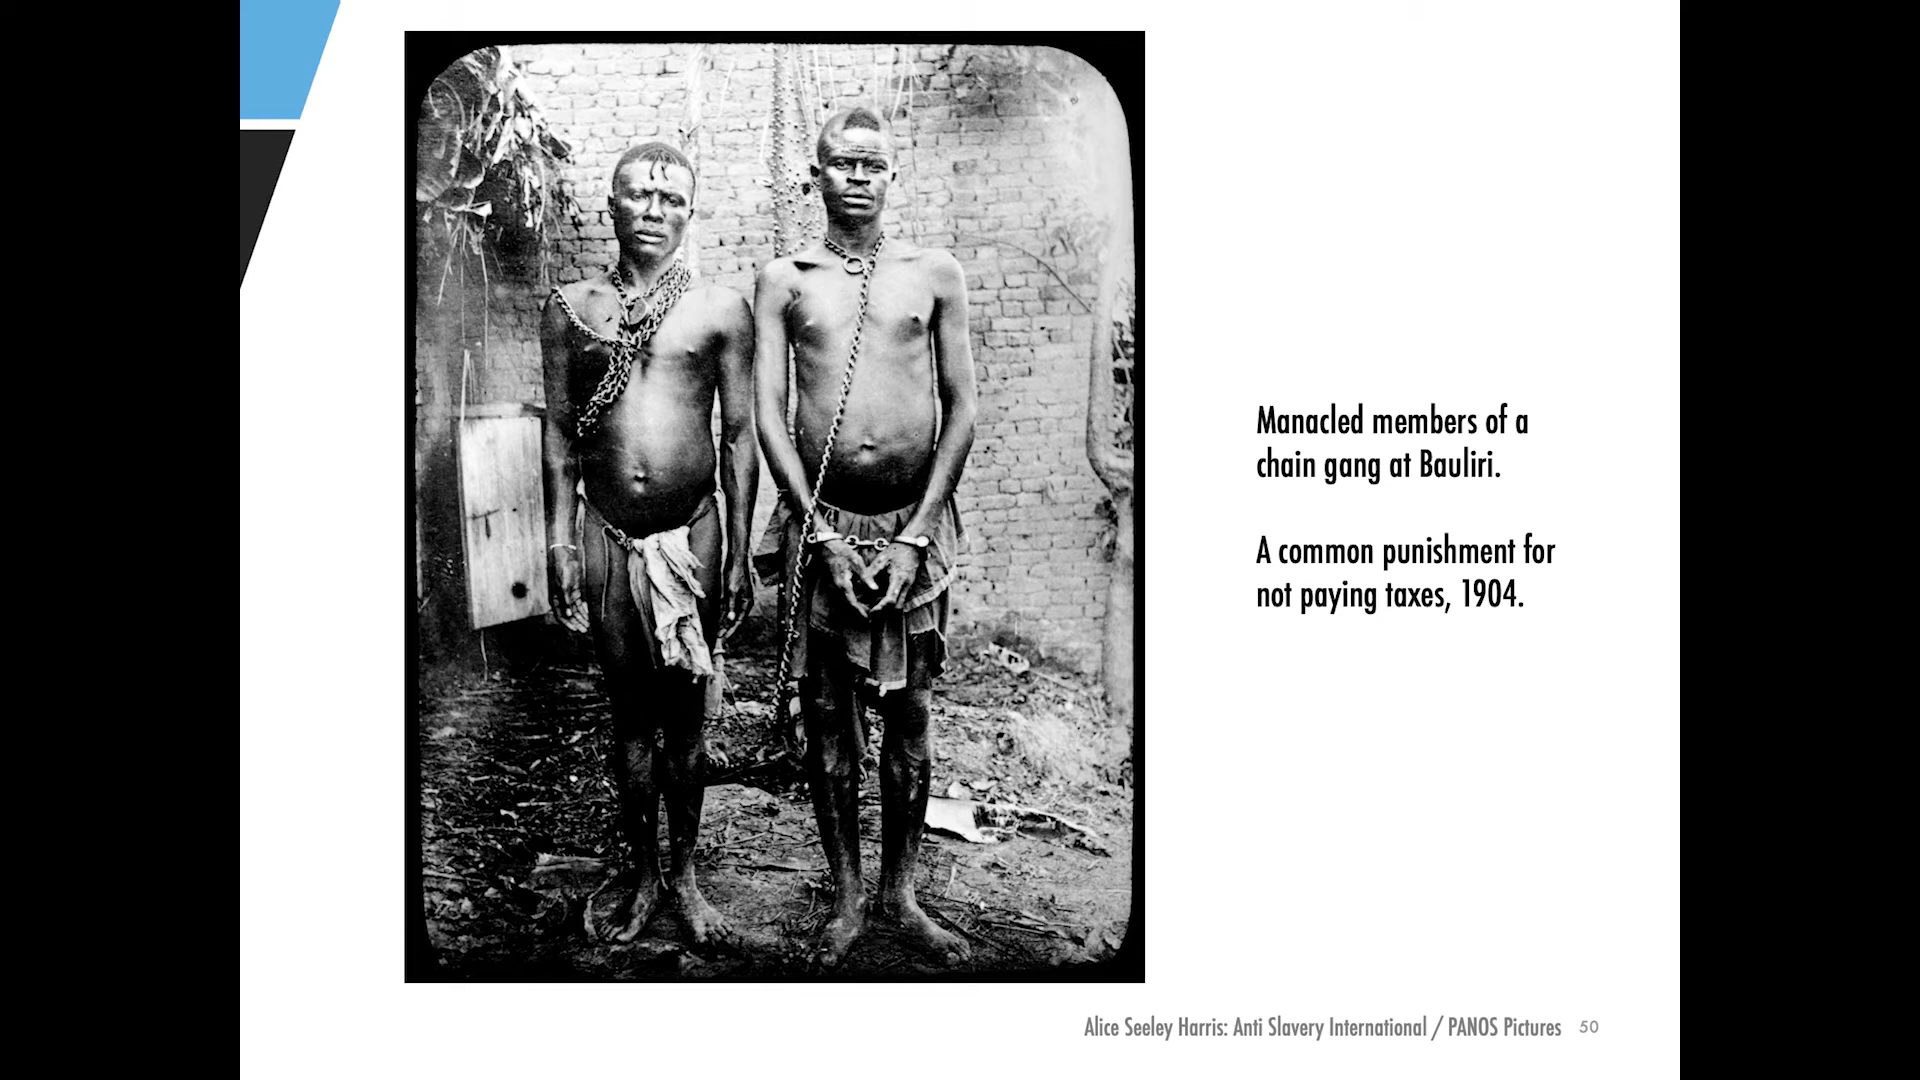 Manacled members of a
chain gang at Bauliri.
A common punishment for
not paying taxes, 1904.
Alice Seeley Harris: Anti Slavery International / PANOS Pictures 50